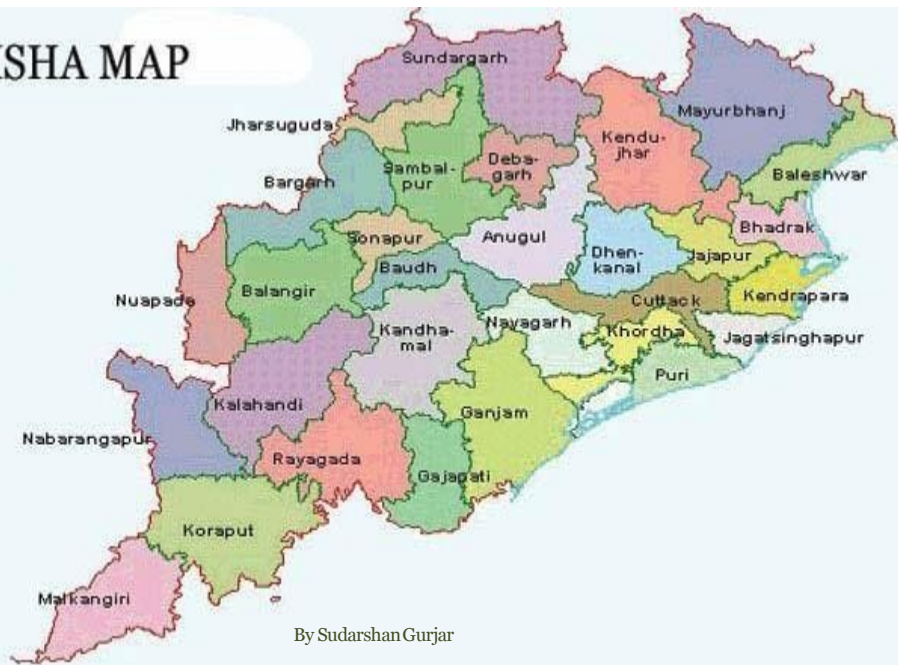 ISHA MAP
Sundargarh
Mayurbhanj
Jharsuguda
Kendu-
jhar
Sambal-
pur
Deba-
garh
Bargarh
Baleshwar
Bhadrak
Sonapur
Anugul
Dhen-
kanal
Jajapur
Baudh
Balangir
Nuapada
Cuttack
Kendrapara
Kandha-
mal
Nayagarh
Khordha
Jagatsinghapur
Puri
Kalahandi
Ganjam
Nabarangapur
Rayagada
Gajapati
Koraput
Malkangiri
By Sudarshan Gurjar